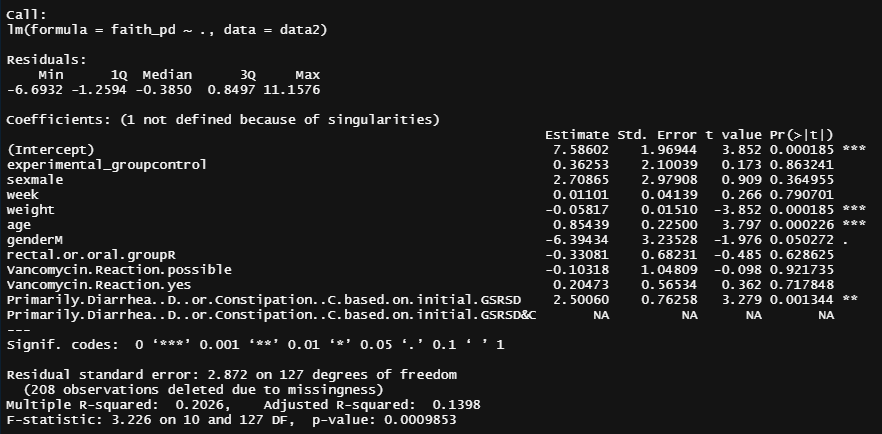 Call:
lm(formula = faith_pd ~ ., data = data2)
Residuals:
Min 1Q Median 3Q Max
-6.6932 -1.2594 -0.3850 0.8497 11.1576
Coefficients: (1 not defined because of singularities)
Estimate Std. Error t value Pr(>|t|)
(Intercept) 7.58602 1.96944 3.852 0.000185 ***
experimental_groupcontrol 0.36253 2.10039 0.173 0.863241
sexmale 2.70865 2.97908 0.909 0.364955
week 0.01101 0.04139 0.266 0.790701
weight -0.05817 0.01510 -3.852 0.000185 ***
age 0.85439 0.22500 3.797 0.000226 ***
genderM -6.39434 3.23528 -1.976 0.050272 .
rectal.or.oral.groupR -0.33081 0.68231 -0.485 0.628625
Vancomycin.Reaction.possible -0.10318 1.04809 -0.098 0.921735
Vancomycin.Reaction.yes 0.20473 0.56534 0.362 0.717848
Primarily.Diarrhea..D..or.Constipation..C.based.on.initial.GSRSD 2.50060 0.76258 3.279 0.001344 **
Primarily.Diarrhea..D..or.Constipation..C.based.on.initial.GSRSD&C NA NA NA NA
---
Signif. codes: 0 ‘***’ 0.001 ‘**’ 0.01 ‘*’ 0.05 ‘.’ 0.1 ‘ ’ 1
Residual standard error: 2.872 on 127 degrees of freedom
(208 observations deleted due to missingness)
Multiple R-squared: 0.2026, Adjusted R-squared: 0.1398
F-statistic: 3.226 on 10 and 127 DF, p-value: 0.0009853